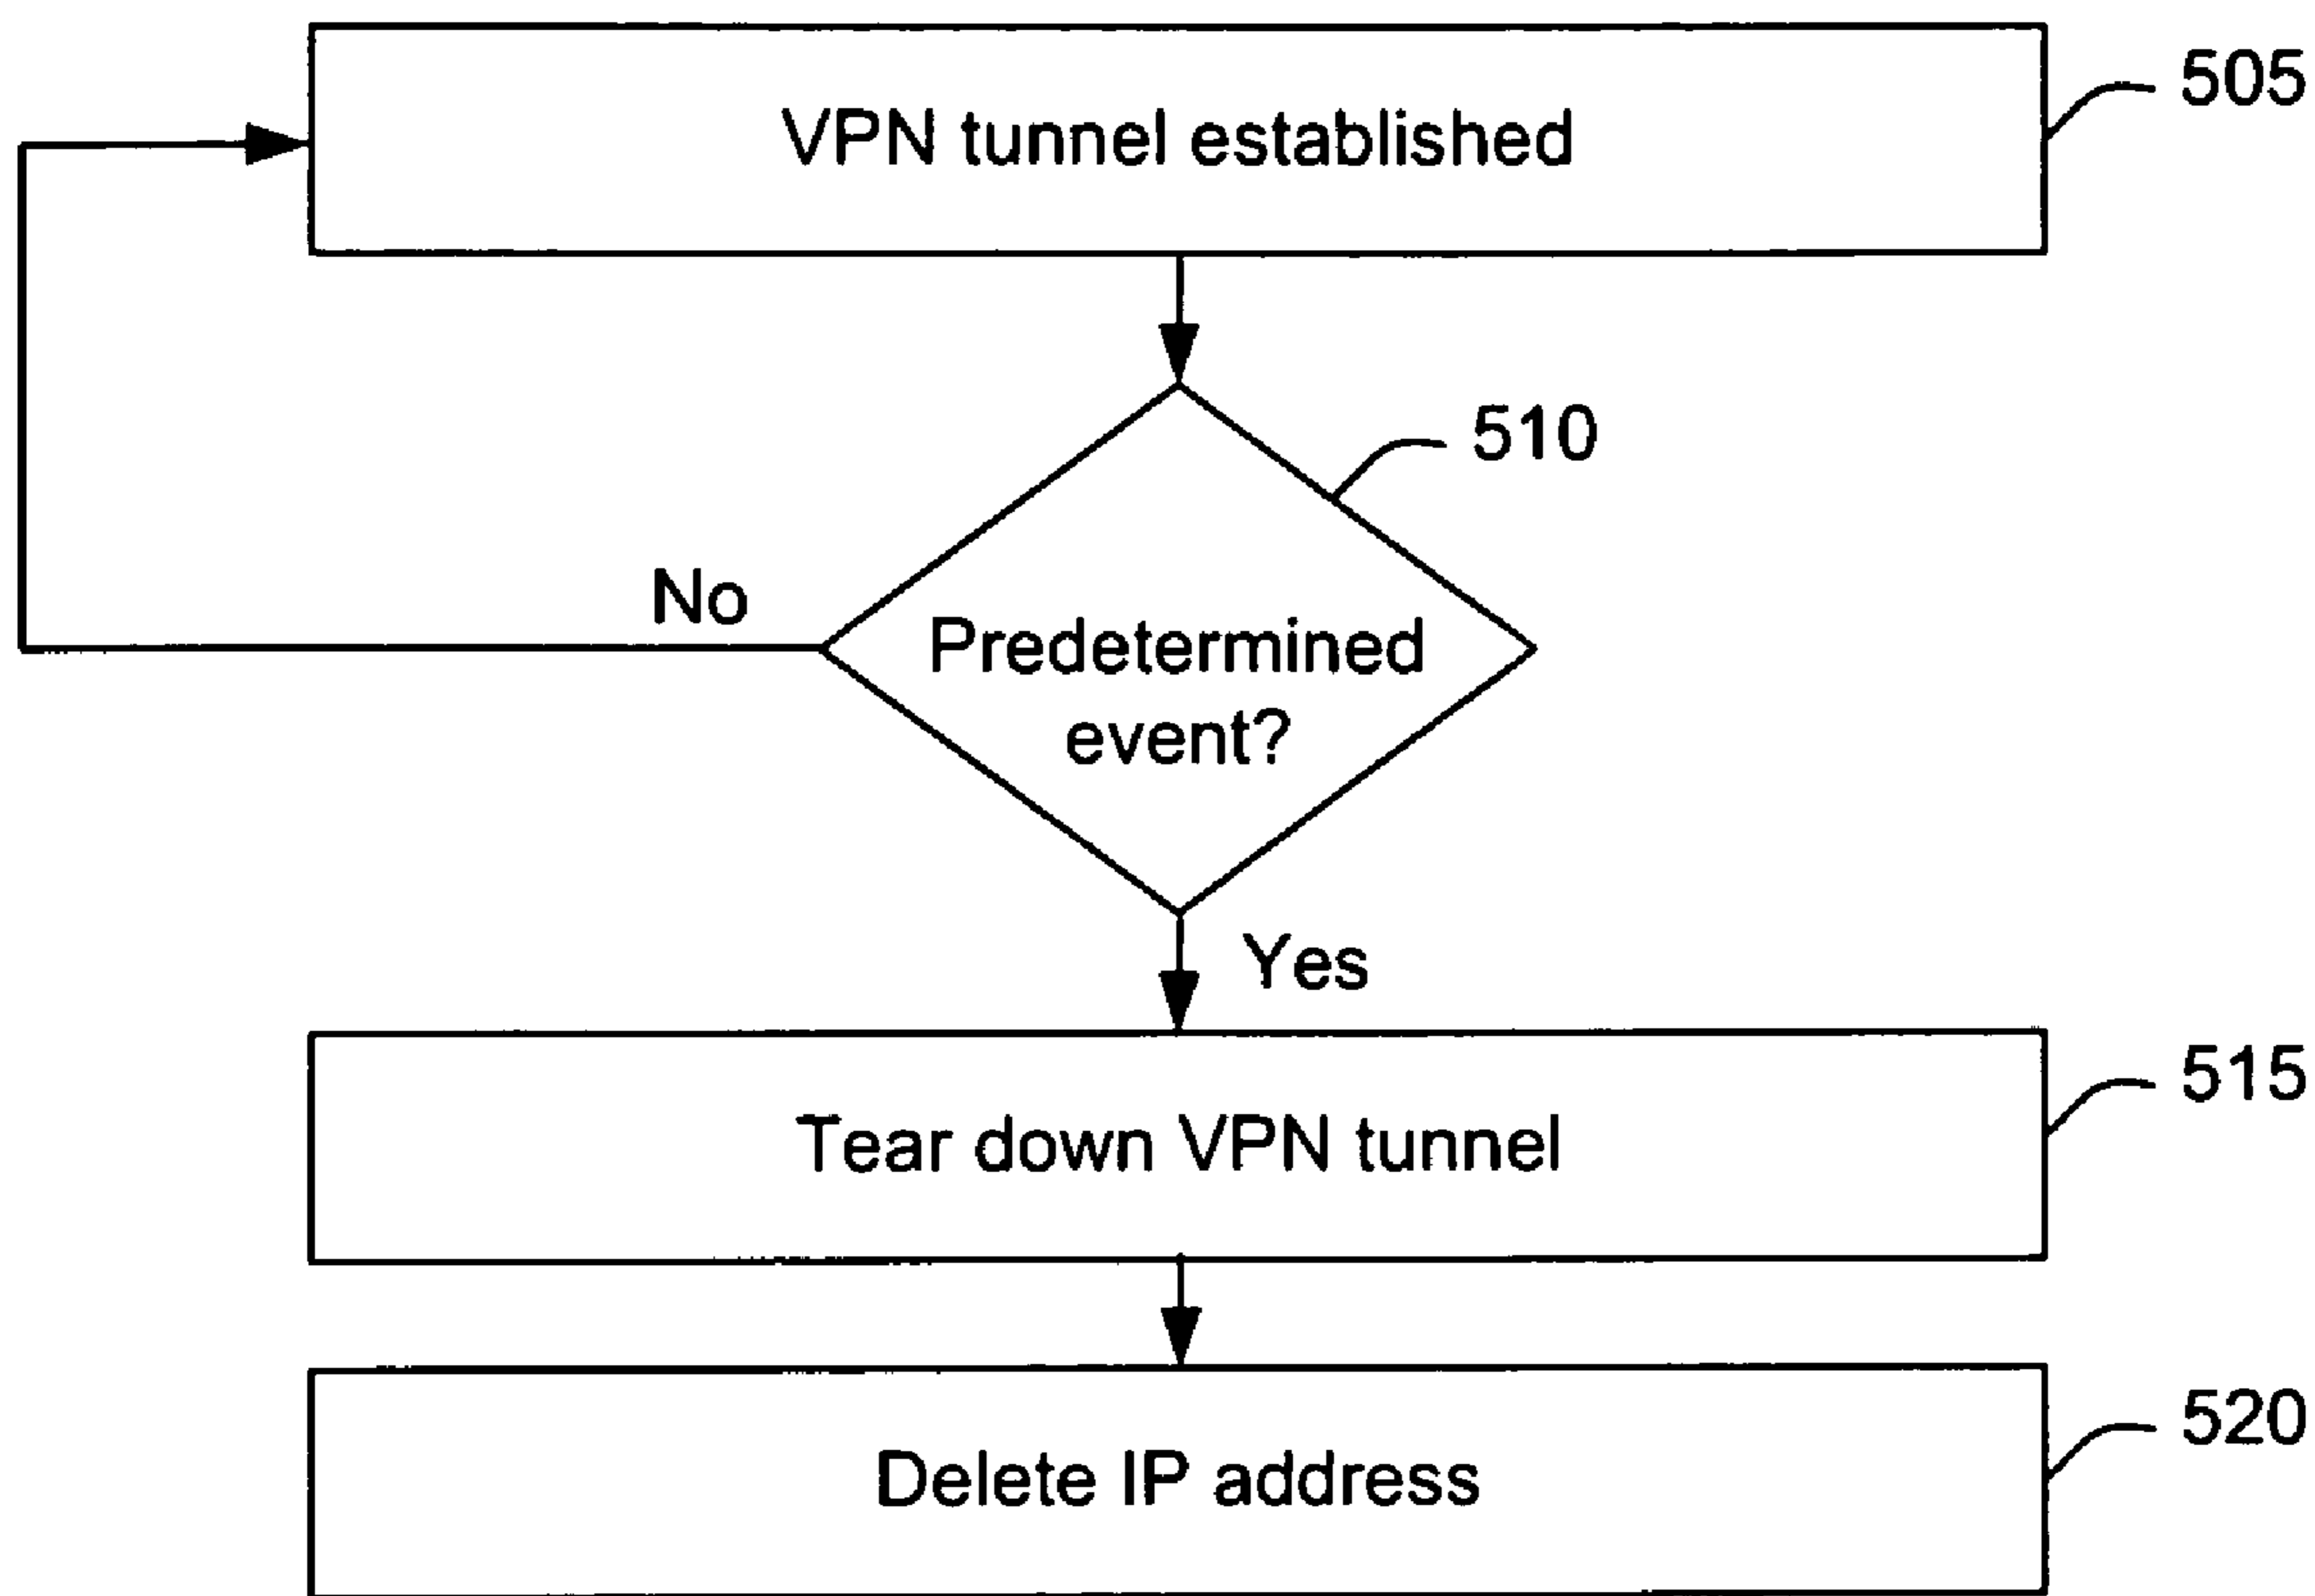 VPN tunnel established
505
510
No
Predetermined
event?
Yes
515
Tear down VPN tunnel
520
Delete IP address